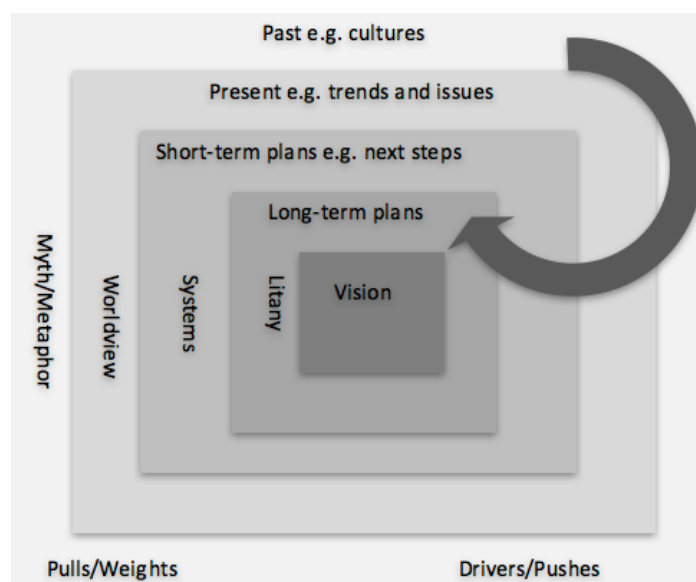 Past e.g. cultures
Present e.g. trends and issues
Short-term plans e.g. next steps
Long-term plans
Vision
Myth/Metaphor
Worldview
Systems
Litany
Pulls/Weights
Drivers/Pushes